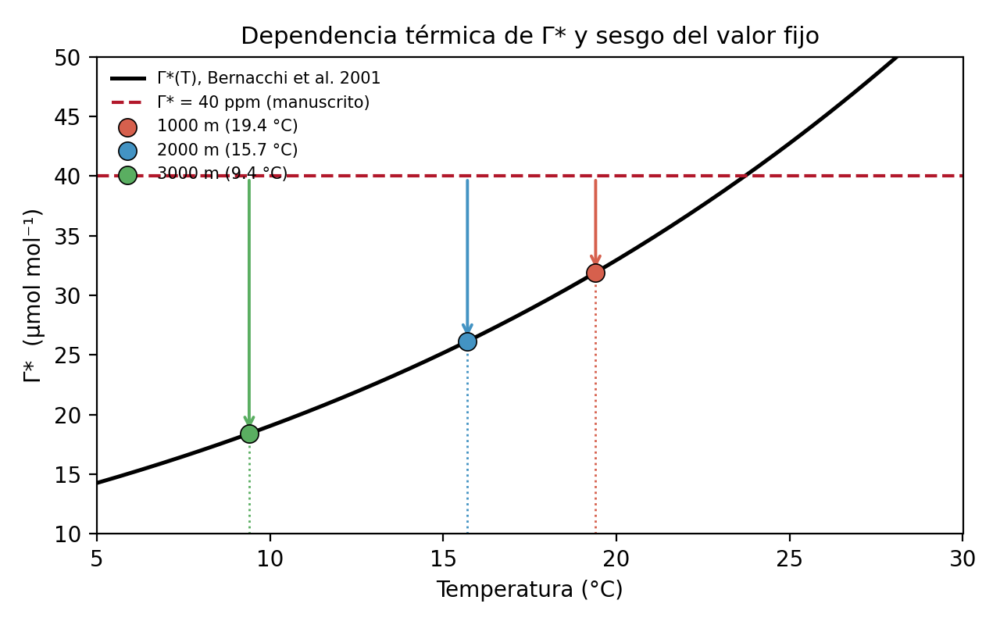 Dependencia térmica de Γ* y sesgo del valor fijo
Γ*(T), Bernacchi et al. 2001
Γ* = 40 ppm (manuscrito)
1000 m (19.4 °C)
2000 m (15.7 °C)
3000 m (9.4 °C)
Γ* (μmol mol⁻¹)
50
45
40
35
30
25
20
15
10
5
10
15
20
25
30
Temperatura (°C)